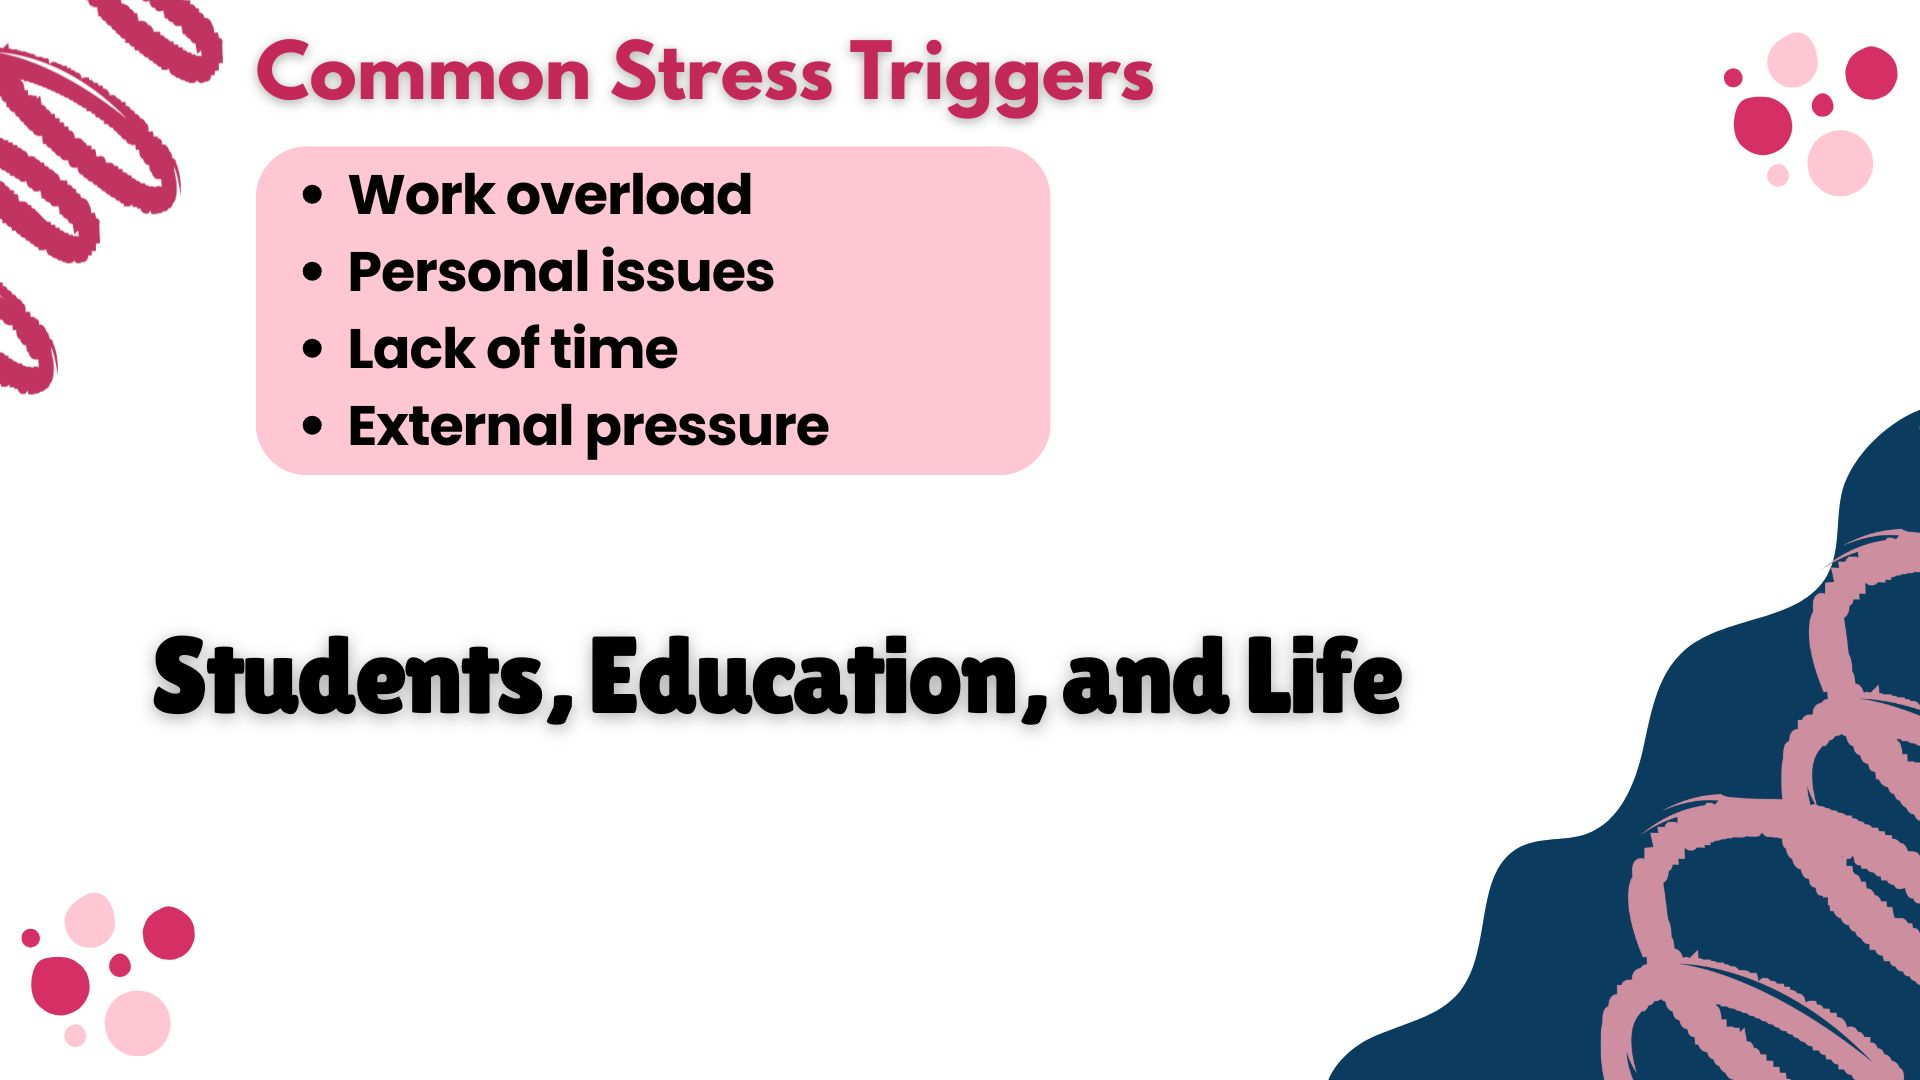 Common Stress Triggers
• Work overload
• Personal issues
• Lack of time
• External pressure
Students, Education, and Life